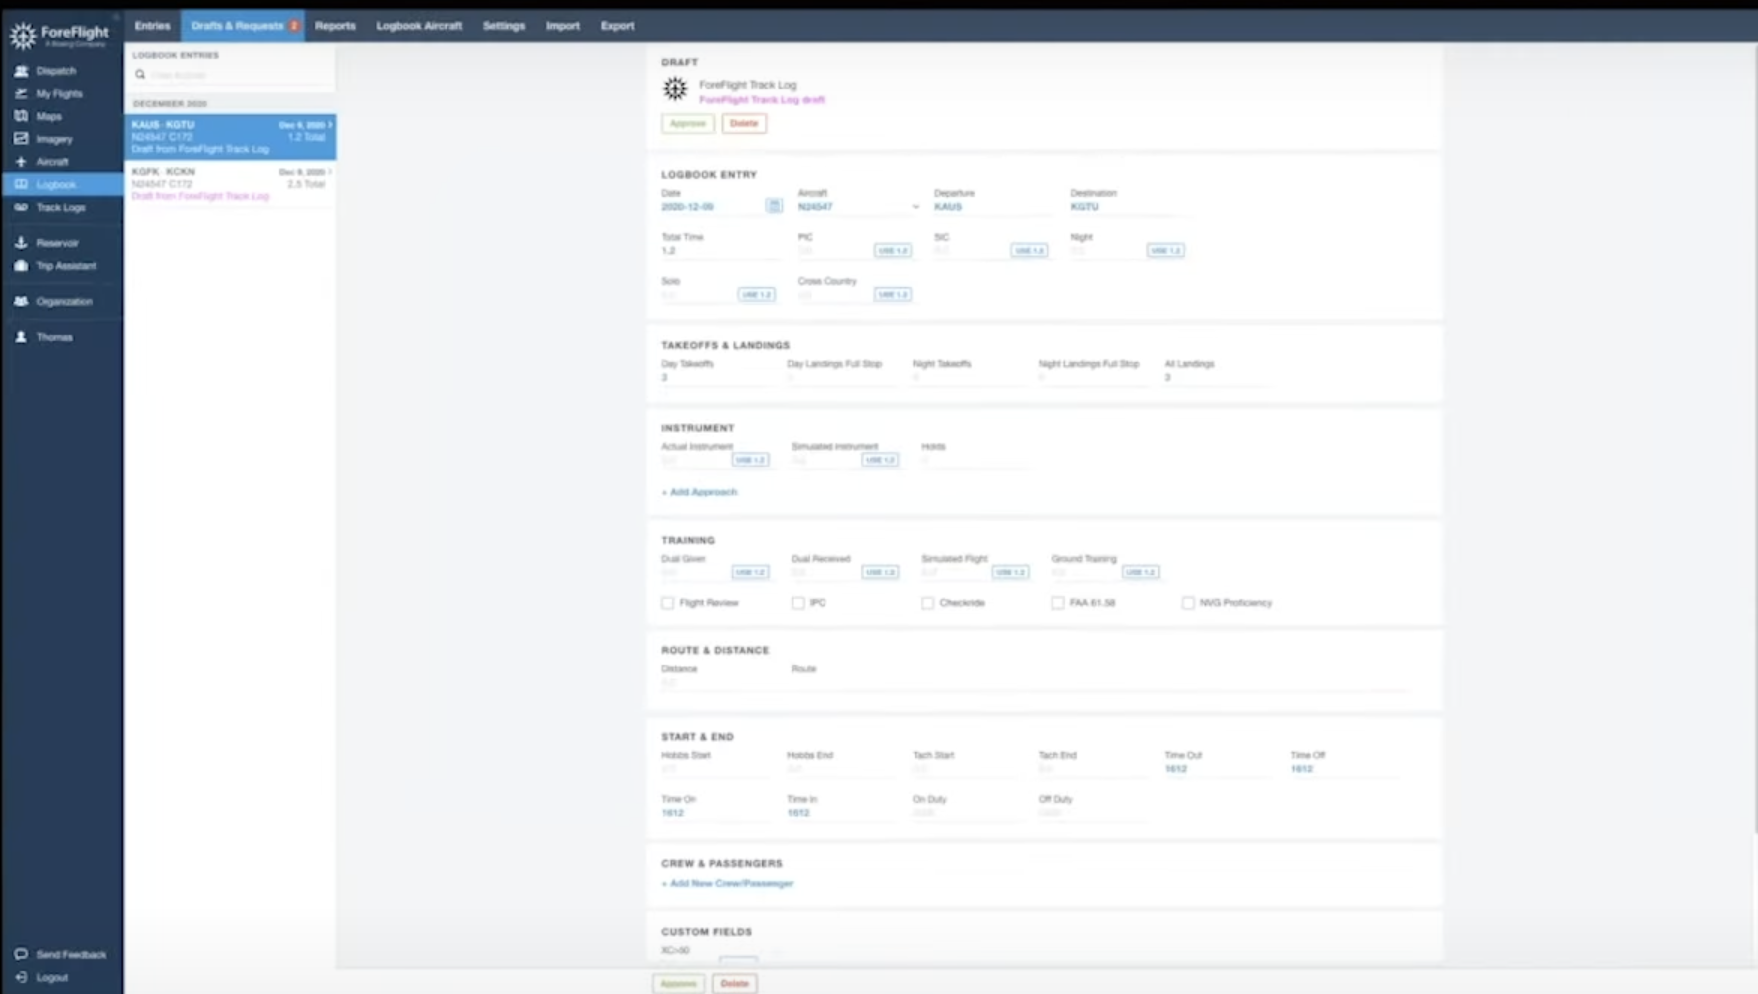 ForeFlight
A Boeing Company
Dispatch
My Flights
Maps
Imagery
Aircraft
Logbook
Track Logs
Reservoir
Trip Assistant
Organization
Thomas
Send Feedback
Logout
Entries Drafts & Requests 2 Reports Logbook Aircraft Settings Import Export
LOGBOOK ENTRIES
DECEMBER 2020
KAUS · KGTU Dec 9, 2020
N24547 C172 1.2 Total
Draft from ForeFlight Track Log
KGFK · KCKN Dec 9, 2020
N24547 C172 2.5 Total
Draft from ForeFlight Track Log
DRAFT
ForeFlight Track Log
ForeFlight Track Log draft
Approve Delete
LOGBOOK ENTRY
Date Aircraft Departure Destination
2020-12-09 N24547 KAUS KGTU
Total Time PIC SIC Night
1.2 USE 1.2 USE 1.2 USE 1.2
Solo Cross Country
USE 1.2 USE 1.2
TAKEOFFS & LANDINGS
Day Takeoffs Day Landings Full Stop Night Takeoffs Night Landings Full Stop All Landings
3
INSTRUMENT
Actual Instrument Simulated Instrument Holds
USE 1.2 USE 1.2
+ Add Approach
TRAINING
Dual Given Dual Received Simulated Flight Ground Training
USE 1.2 USE 1.2 USE 1.2 USE 1.2
Flight Review IPC Checkride FAA 61.58 NVG Proficiency
ROUTE & DISTANCE
Distance Route
START & END
Hobbs Start Hobbs End Tach Start Tach End Time Out Time Off
1612 1612
Time On Time In On Duty Off Duty
1612 1612
CREW & PASSENGERS
+ Add New Crew/Passenger
CUSTOM FIELDS
XC>50
Approve Delete